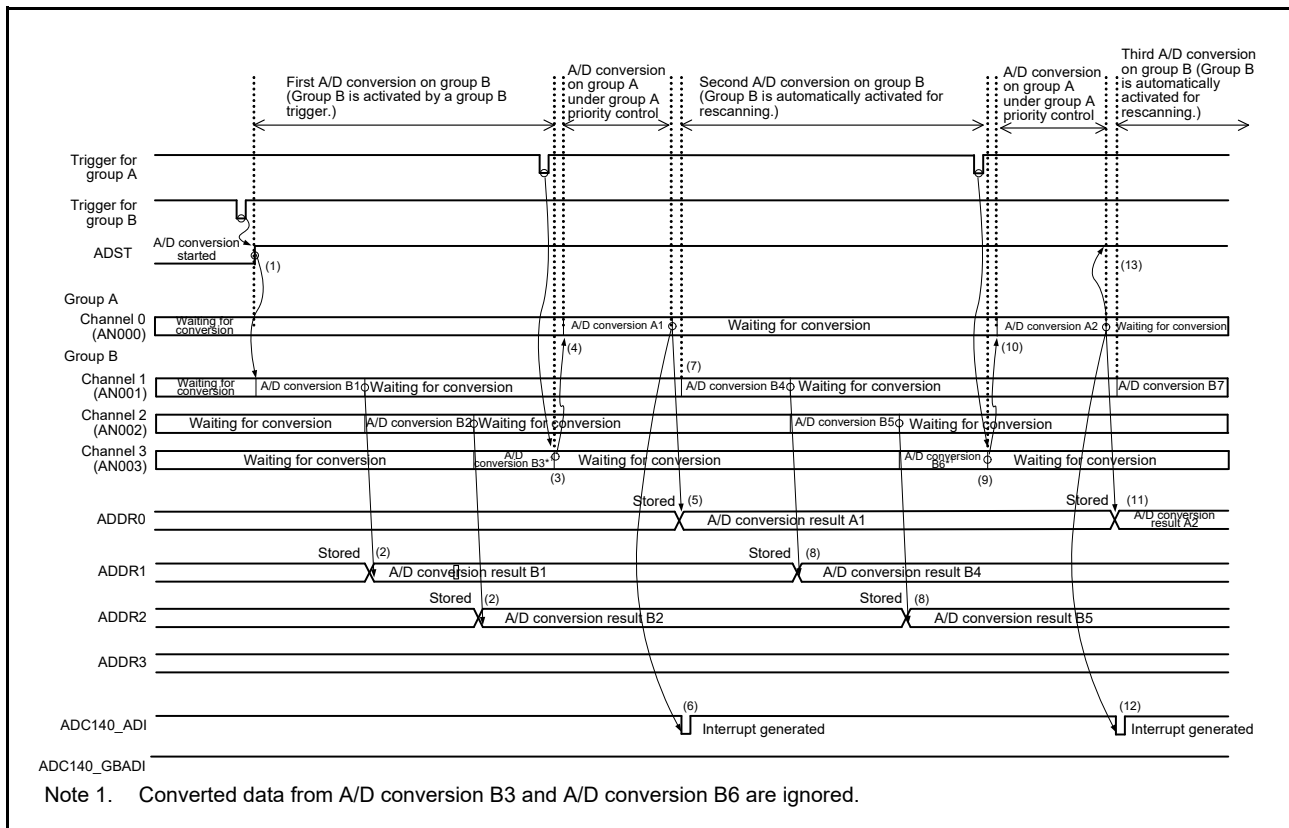 First A/D conversion on group B
(Group B is activated by a group B
trigger.)
A/D conversion
on group A
under group A
priority control
Second A/D conversion on group B
(Group B is automatically activated for
rescanning.)
A/D conversion
on group A
under group A
priority control
Third A/D conversion
on group B (Group B
is automatically
activated for
rescanning.)
Trigger for
group A
Trigger for
group B
ADST
A/D conversion
started
(1)
(13)
Group A
Channel 0
(AN000)
Waiting for
conversion
A/D conversion A1
Waiting for conversion
A/D conversion A2
Waiting for conversion
(4)
(10)
Group B
(7)
Channel 1
(AN001)
Waiting for
conversion
A/D conversion B1
Waiting for conversion
A/D conversion B4
Waiting for conversion
A/D conversion B7
Channel 2
(AN002)
Waiting for conversion
A/D conversion B2
Waiting for conversion
A/D conversion B5
Waiting for conversion
Channel 3
(AN003)
Waiting for conversion
A/D
conversion B3*
Waiting for conversion
A/D conversion
B6*
Waiting for conversion
(3)
(9)
ADDR0
Stored
(5)
A/D conversion result A1
Stored
(11)
A/D conversion
result A2
ADDR1
Stored
(2)
A/D conversion result B1
(8)
A/D conversion result B4
ADDR2
Stored
(2)
A/D conversion result B2
Stored
(8)
A/D conversion result B5
ADDR3
ADC140_ADI
(6)
Interrupt generated
(12)
Interrupt generated
ADC140_GBADI
Note 1. Converted data from A/D conversion B3 and A/D conversion B6 are ignored.